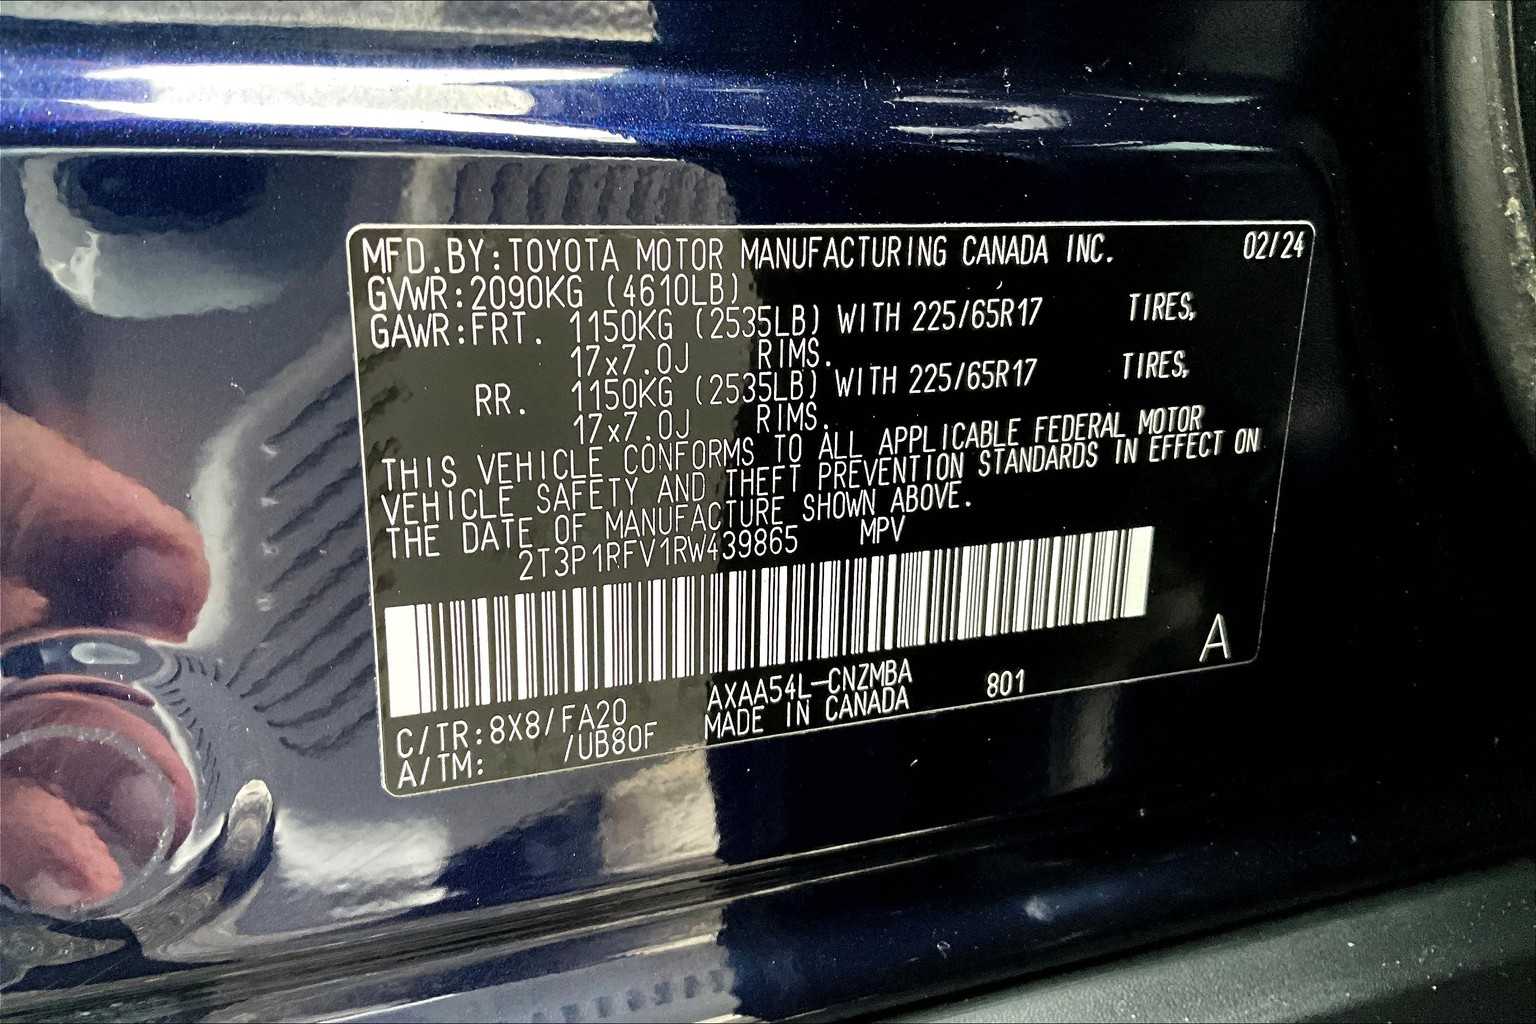 MFD.BY:TOYOTA MOTOR MANUFACTURING CANADA INC. 02/24
GVWR:2090KG (4610LB)
GAWR:FRT. 1150KG (2535LB) WITH 225/65R17 TIRES,
17x7.0J RIMS.
RR. 1150KG (2535LB) WITH 225/65R17 TIRES,
17x7.0J RIMS.
THIS VEHICLE CONFORMS TO ALL APPLICABLE FEDERAL MOTOR
VEHICLE SAFETY AND THEFT PREVENTION STANDARDS IN EFFECT ON
THE DATE OF MANUFACTURE SHOWN ABOVE.
2T3P1RFV1RW439865 MPV
A
C/TR:8X8/FA20 AXAA54L-CNZMBA 801
A/TM: /UB80F MADE IN CANADA